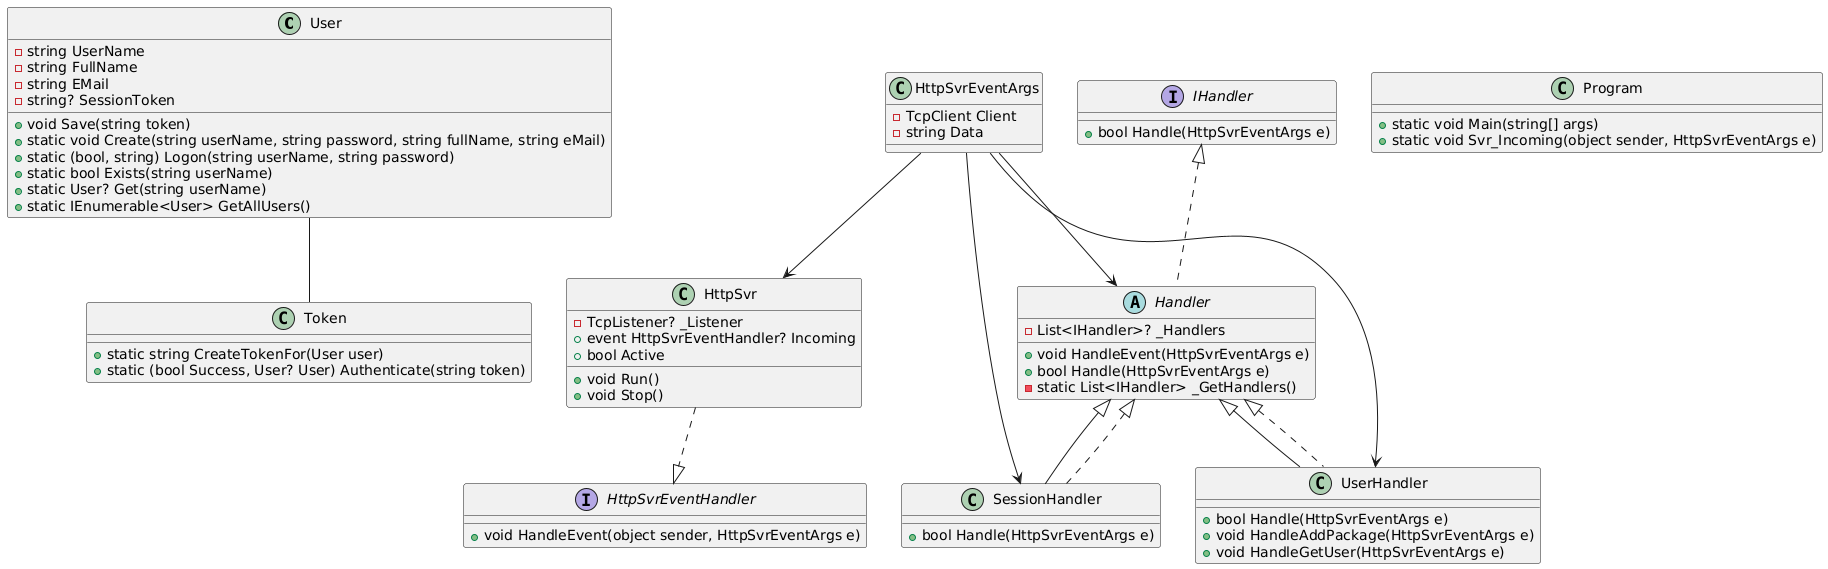 C User
string UserName
string FullName
string EMail
string? SessionToken
void Save(string token)
static void Create(string userName, string password, string fullName, string eMail)
static (bool, string) Logon(string userName, string password)
static bool Exists(string userName)
static User? Get(string userName)
static IEnumerable<User> GetAllUsers()
C HttpSvrEventArgs
TcpClient Client
string Data
I IHandler
bool Handle(HttpSvrEventArgs e)
C Program
static void Main(string[] args)
static void Svr_Incoming(object sender, HttpSvrEventArgs e)
C Token
static string CreateTokenFor(User user)
static (bool Success, User? User) Authenticate(string token)
C HttpSvr
TcpListener? _Listener
event HttpSvrEventHandler? Incoming
bool Active
void Run()
void Stop()
A Handler
List<IHandler>? _Handlers
void HandleEvent(HttpSvrEventArgs e)
bool Handle(HttpSvrEventArgs e)
static List<IHandler> _GetHandlers()
I HttpSvrEventHandler
void HandleEvent(object sender, HttpSvrEventArgs e)
C SessionHandler
bool Handle(HttpSvrEventArgs e)
C UserHandler
bool Handle(HttpSvrEventArgs e)
void HandleAddPackage(HttpSvrEventArgs e)
void HandleGetUser(HttpSvrEventArgs e)